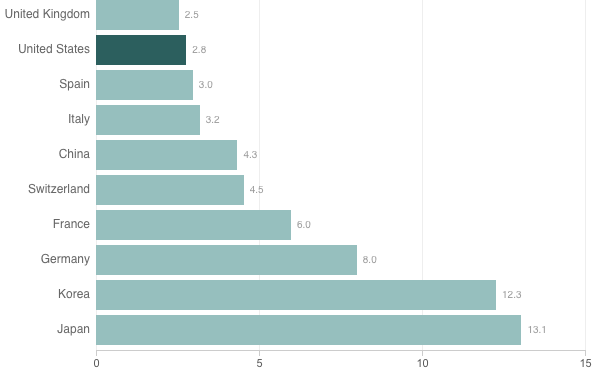 United Kingdom 2.5
United States 2.8
Spain 3.0
Italy 3.2
China 4.3
Switzerland 4.5
France 6.0
Germany 8.0
Korea 12.3
Japan 13.1
0 5 10 15